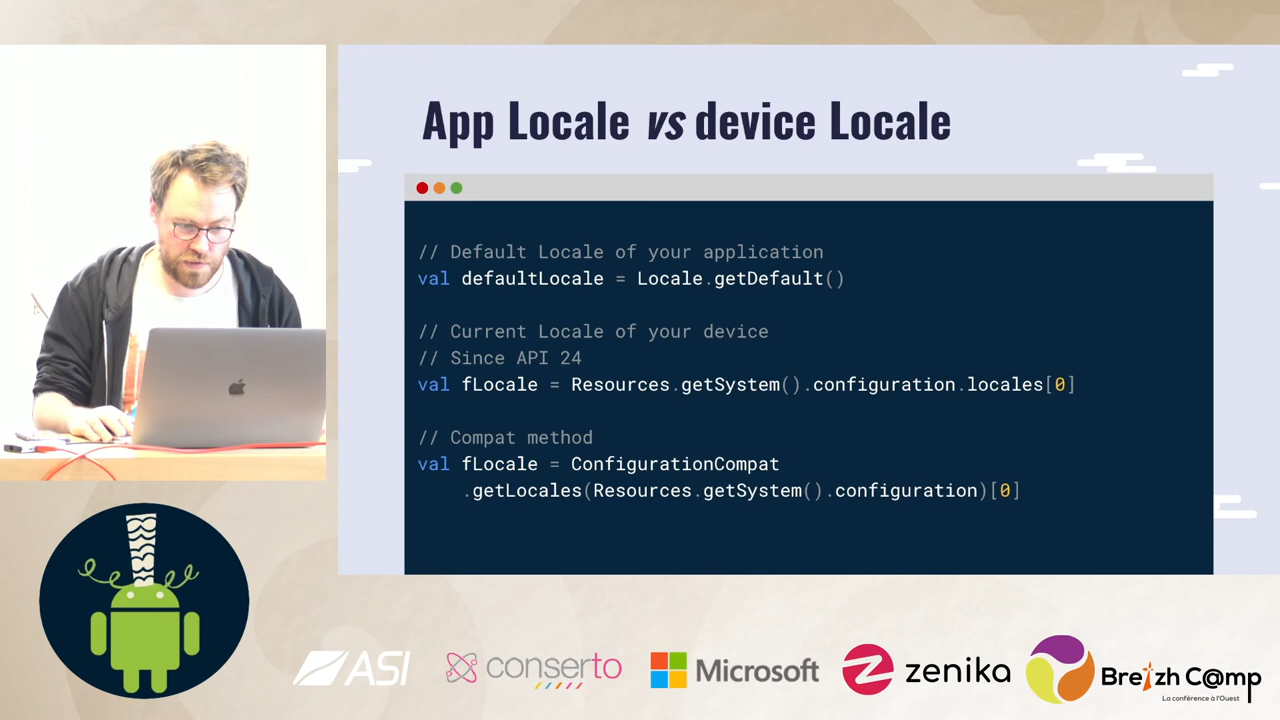 App Locale vs device Locale
// Default Locale of your application
val defaultLocale = Locale.getDefault()
// Current Locale of your device
// Since API 24
val fLocale = Resources.getSystem().configuration.locales[0]
// Compat method
val fLocale = ConfigurationCompat
.getLocales(Resources.getSystem().configuration)[0]
ASI
conserto
Microsoft
zenika
Breizh C@mp
La conférence à l'Ouest